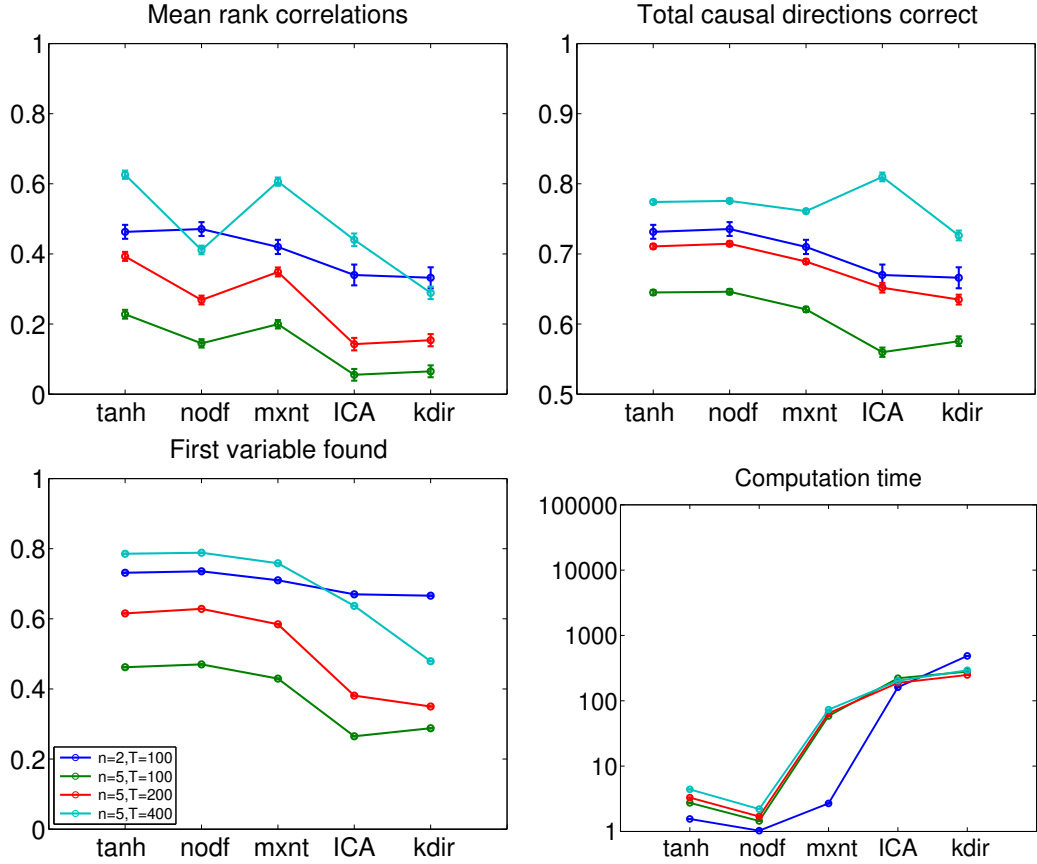 Mean rank correlations
1
0.8
0.6
0.4
0.2
0
tanh nodf mxnt ICA kdir
Total causal directions correct
1
0.9
0.8
0.7
0.6
0.5
tanh nodf mxnt ICA kdir
First variable found
1
0.8
0.6
0.4
0.2
0
n=2,T=100
n=5,T=100
n=5,T=200
n=5,T=400
tanh nodf mxnt ICA kdir
Computation time
100000
10000
1000
100
10
1
tanh nodf mxnt ICA kdir